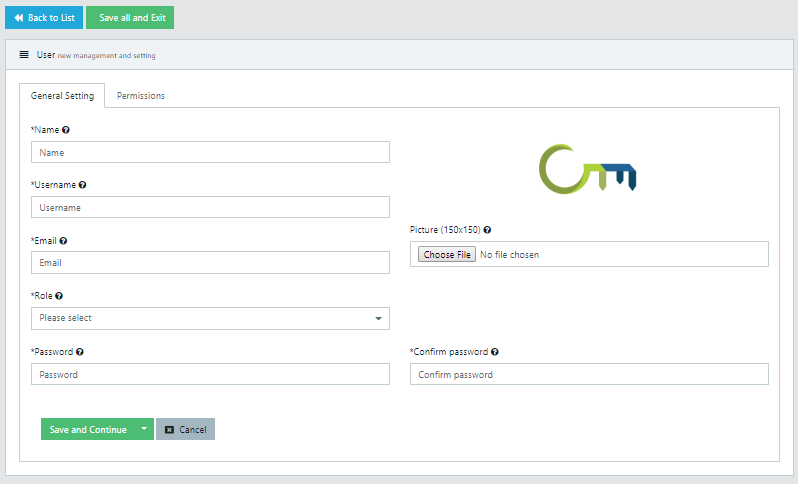 Back to List Save all and Exit
User new management and setting
General Setting Permissions
*Name
Name
*Username
Username
Picture (150x150)
*Email
Choose File No file chosen
Email
*Role
Please select
*Password *Confirm password
Password Confirm password
Save and Continue Cancel